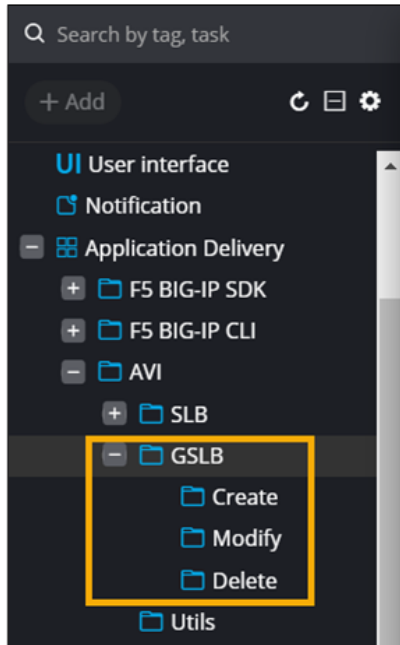 Search by tag, task
+ Add
UI User interface
Notification
Application Delivery
F5 BIG-IP SDK
F5 BIG-IP CLI
AVI
SLB
GSLB
Create
Modify
Delete
Utils